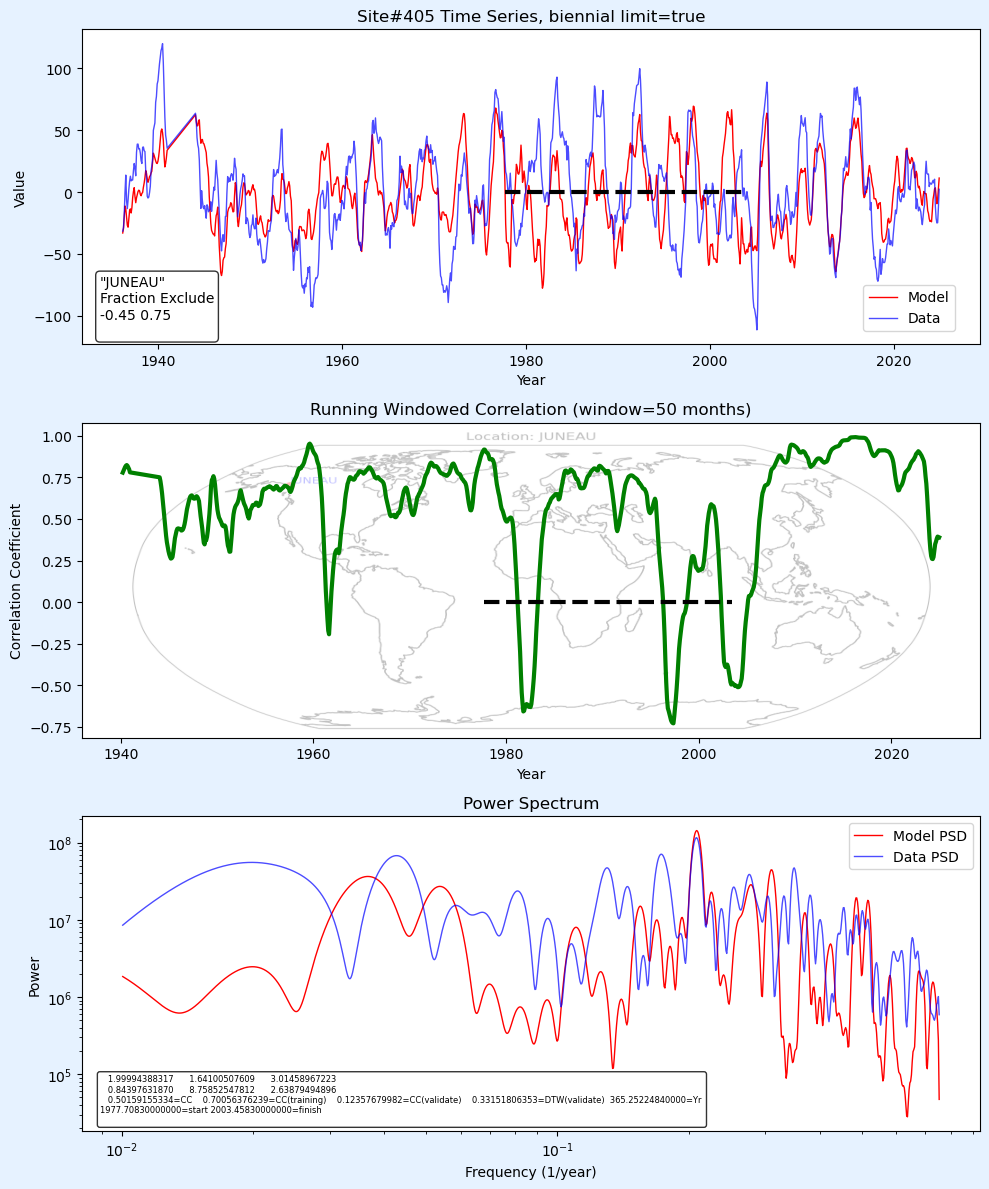 Site#405 Time Series, biennial limit=true
Value
100
50
0
−50
−100
"JUNEAU"
Fraction Exclude
-0.45 0.75
Model
Data
1940
1960
1980
2000
2020
Year
Running Windowed Correlation (window=50 months)
Correlation Coefficient
1.00
0.75
0.50
0.25
0.00
−0.25
−0.50
−0.75
Location: JUNEAU
JUNEAU
1940
1960
1980
2000
2020
Year
Power Spectrum
Power
10⁸
10⁷
10⁶
10⁵
Model PSD
Data PSD
1.99994388317 1.64100507609 3.01458967223
0.84397631870 8.75852547812 2.63879494896
0.50159155334=CC 0.70056376239=CC(training) 0.12357679982=CC(validate) 0.33151806353=DTW(validate) 365.25224840000=Yr
1977.70830000000=start 2003.45830000000=finish
10⁻²
10⁻¹
Frequency (1/year)